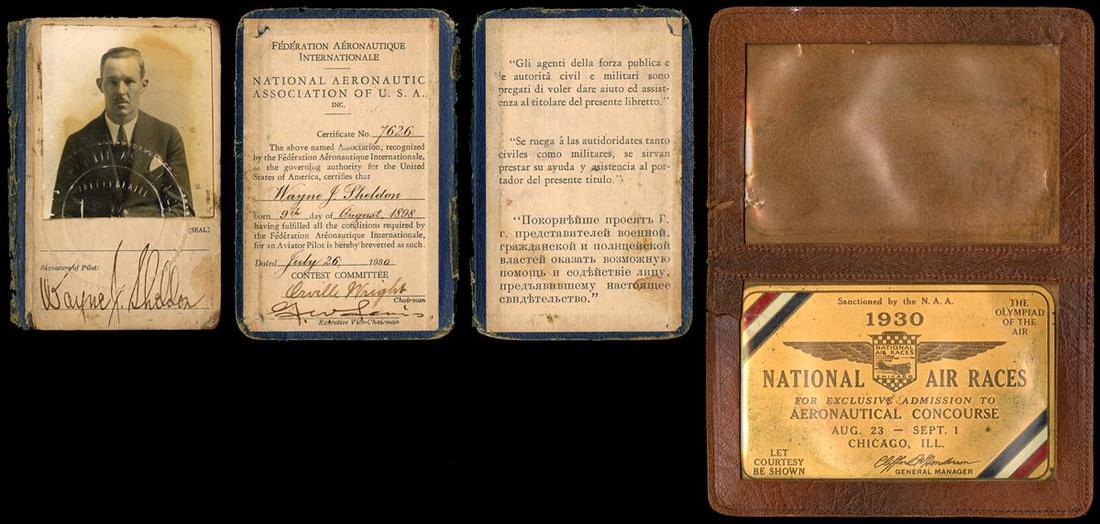 (SEAL)
Signature of Pilot:
Wayne J. Sheldon
FÉDÉRATION AÉRONAUTIQUE
INTERNATIONALE
NATIONAL AERONAUTIC
ASSOCIATION OF U. S. A.
INC.
Certificate No. 7626
The above named Association, recognized
by the Fédération Aéronautique Internationale,
as the governing authority for the United
States of America, certifies that
Wayne J. Sheldon
born 9th day of August, 1898
having fulfilled all the conditions required by
the Fédération Aréonautique Internationale,
for an Aviator Pilot is hereby brevetted as such.
Dated July 26, 1930
CONTEST COMMITTEE
Orville Wright
Chairman
Executive Vice-Chairman
"Gli agenti della forza publica e
e autorità civil e militari sono
pregati di voler dare aiuto ed assist-
enza al titolare del presente libretto."
"Se ruega á las autidoridates tanto
civiles como militares, se sirvan
prestar su ayuda y asistencia al por-
tador del presente titulo."
"Покорнѣйше просятъ Г.
г. представителей военной,
гражданской и полнцейской
властей оказать возможную
помощь и содѣйствіе лицу,
предъявившему настоящее
свидѣтельство."
Sanctioned by the N. A. A.
THE
OLYMPIAD
OF THE
AIR
1930
NATIONAL
AIR RACES
CHICAGO
NATIONAL AIR RACES
FOR EXCLUSIVE ADMISSION TO
AERONAUTICAL CONCOURSE
AUG. 23 — SEPT. 1
CHICAGO, ILL.
LET
COURTESY
BE SHOWN
Clifford W. Henderson
GENERAL MANAGER